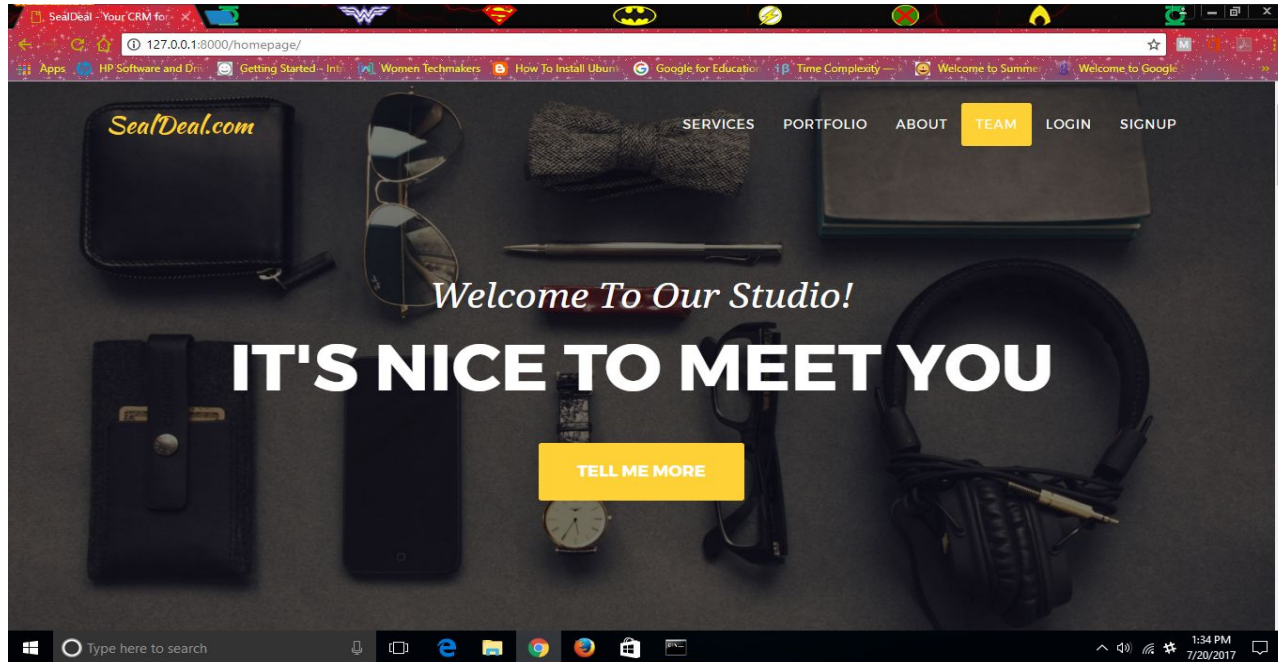 SealDeal - Your CRM for
127.0.0.1:8000/homepage/
Apps HP Software and Dri Getting Started - Int Women Techmakers How To Install Ubun Google for Education Time Complexity — Welcome to Summe Welcome to Google
SealDeal.com SERVICES PORTFOLIO ABOUT TEAM LOGIN SIGNUP
Welcome To Our Studio!
IT'S NICE TO MEET YOU
TELL ME MORE
Type here to search
1:34 PM
7/20/2017